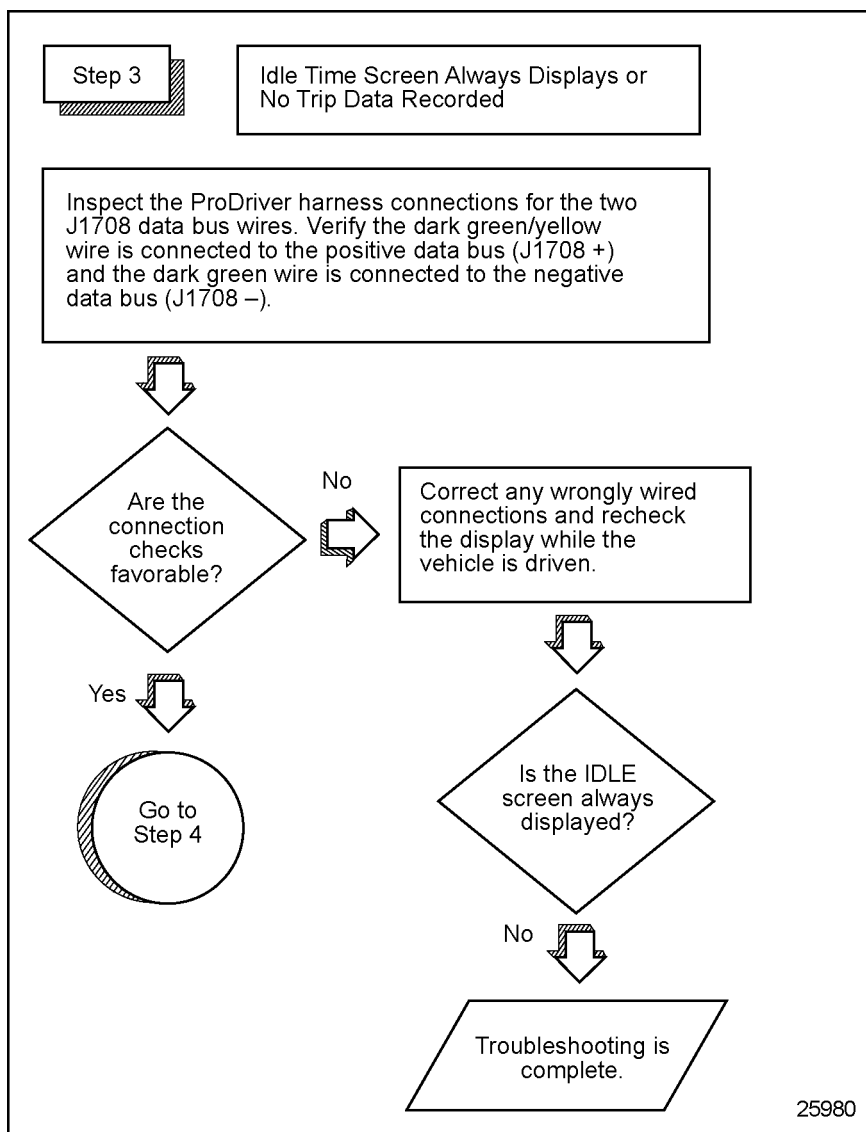 Step 3
Idle Time Screen Always Displays or
No Trip Data Recorded
Inspect the ProDriver harness connections for the two
J1708 data bus wires. Verify the dark green/yellow
wire is connected to the positive data bus (J1708 +)
and the dark green wire is connected to the negative
data bus (J1708 –).
Are the
connection
checks
favorable?
No
Correct any wrongly wired
connections and recheck
the display while the
vehicle is driven.
Yes
Go to
Step 4
Is the IDLE
screen always
displayed?
No
Troubleshooting is
complete.
25980